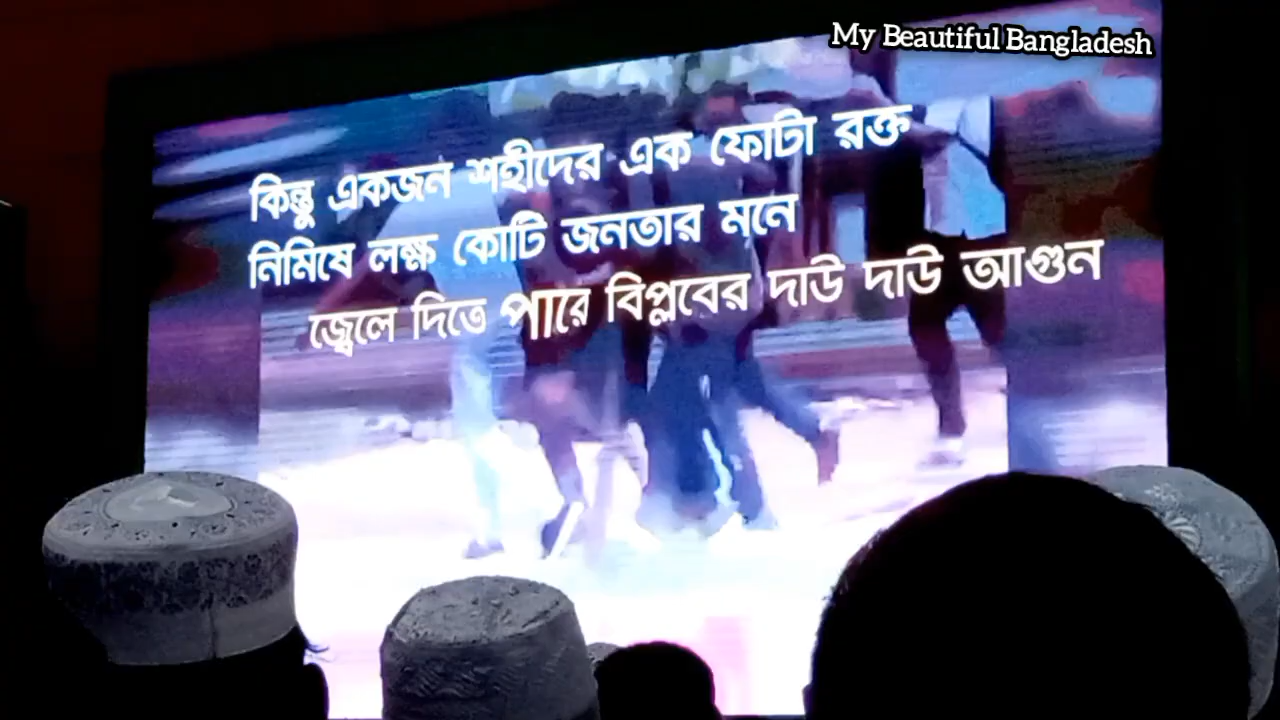 My Beautiful Bangladesh
কিন্তু একজন শহীদের এক ফোটা রক্ত
নিমিষে লক্ষ কোটি জনতার মনে
জ্বেলে দিতে পারে বিপ্লবের দাউ দাউ আগুন